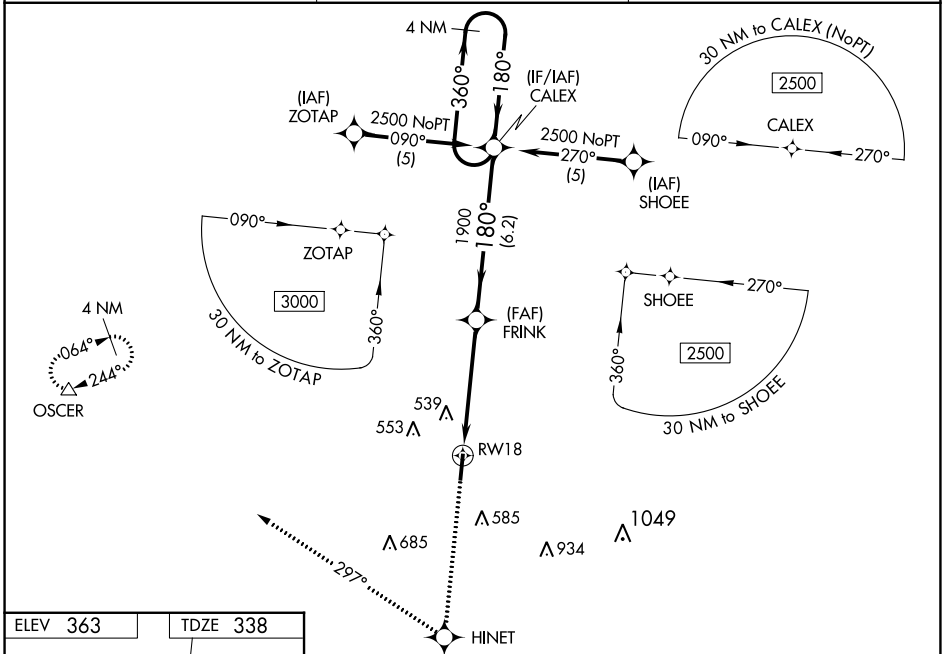 4 NM
360°
180°
(IF/IAF)
CALEX
(IAF)
ZOTAP
2500 NoPT
090°
(5)
2500 NoPT
270°
(5)
(IAF)
SHOEE
30 NM to CALEX (NoPT)
2500
CALEX
090°
270°
1900
180°
(6.2)
090°
ZOTAP
3000
360°
30 NM to ZOTAP
(FAF)
FRINK
SHOEE
270°
2500
360°
30 NM to SHOEE
4 NM
064°
244°
OSCER
539
553
RW18
585
685
934
1049
297°
HINET
ELEV 363
TDZE 338